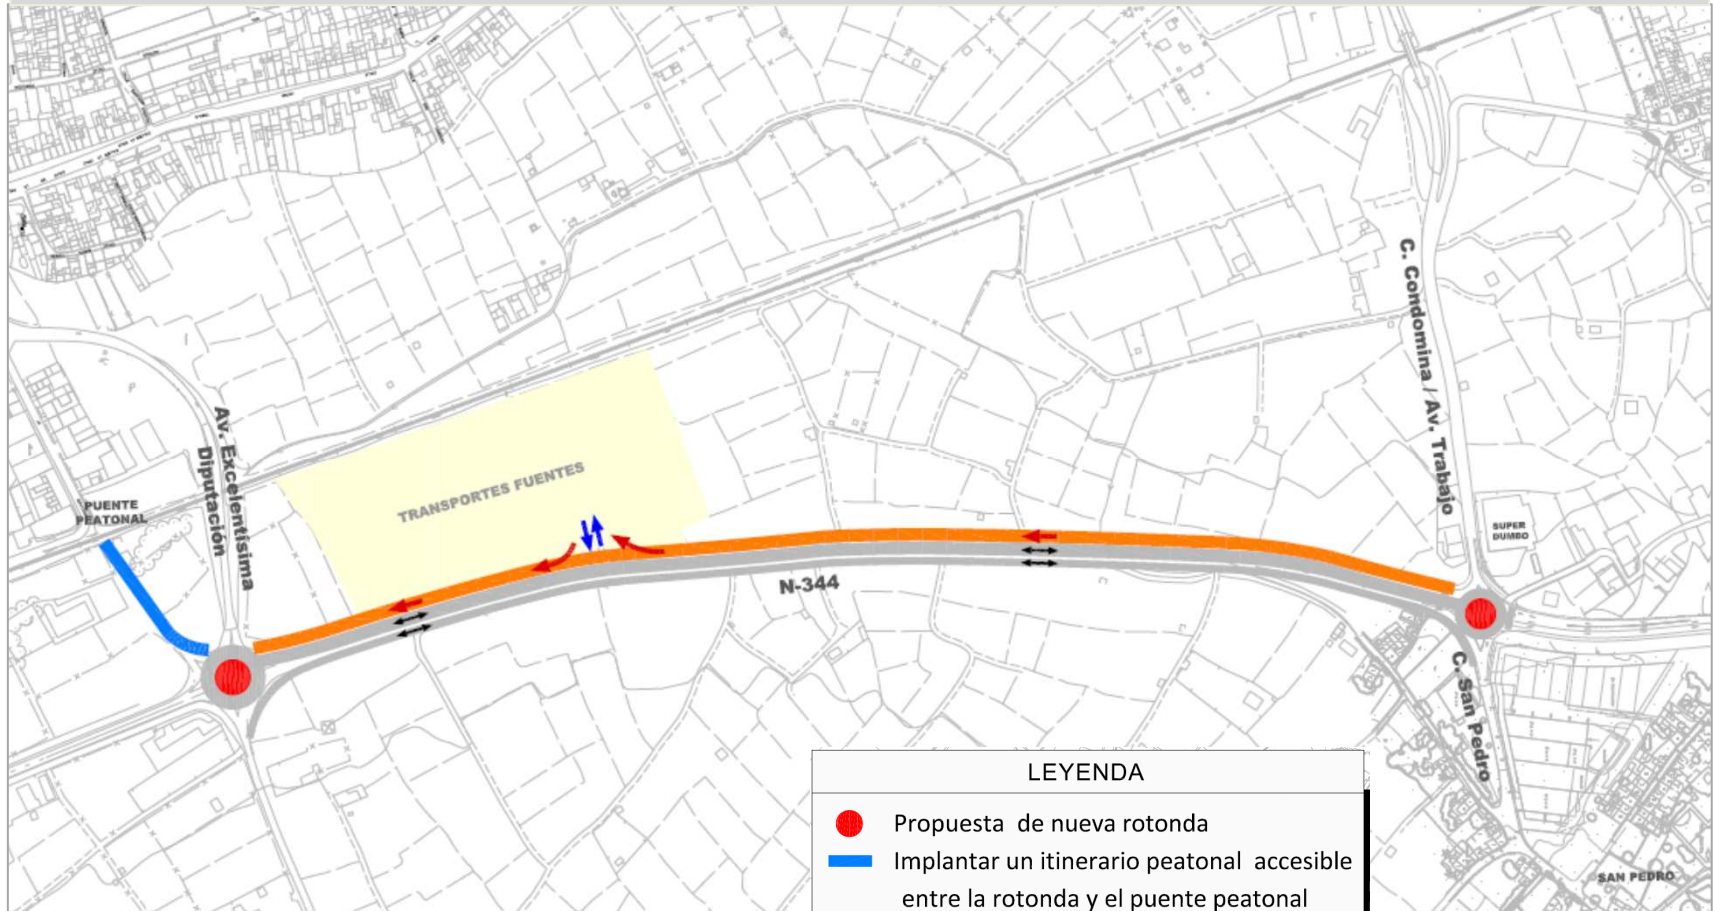 C. Condomina / Av. Trabajo
Av. Excelentísima
Diputación
TRANSPORTES FUENTES
PUENTE
PEATONAL
SUPER
DUMBO
N-344
C. San Pedro
SAN PEDRO
LEYENDA
Propuesta de nueva rotonda
Implantar un itinerario peatonal accesible
entre la rotonda y el puente peatonal